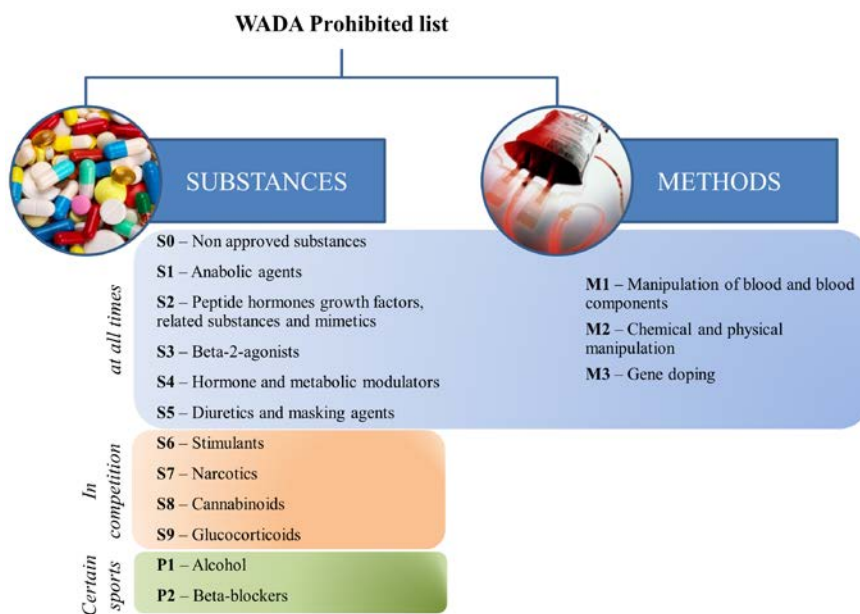 WADA Prohibited list
SUBSTANCES
METHODS
at all times
S0 – Non approved substances
S1 – Anabolic agents
S2 – Peptide hormones growth factors,
related substances and mimetics
S3 – Beta-2-agonists
S4 – Hormone and metabolic modulators
S5 – Diuretics and masking agents
M1 – Manipulation of blood and blood
components
M2 – Chemical and physical
manipulation
M3 – Gene doping
In
competition
S6 – Stimulants
S7 – Narcotics
S8 – Cannabinoids
S9 – Glucocorticoids
Certain
sports
P1 – Alcohol
P2 – Beta-blockers